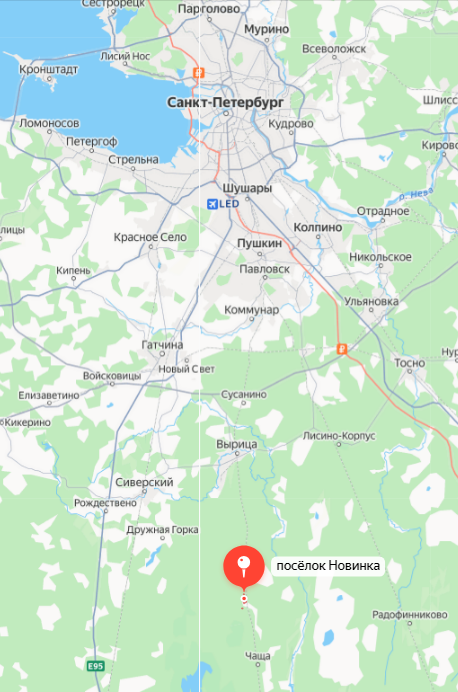 Сестрорецк
Парголово
Мурино
Лисий Нос
Всеволожск
Кронштадт
₽
Санкт-Петербург
Ломоносов
Кудрово
Петергоф
Стрельна
р. Нева
Шушары
LED
Отрадное
Колпино
Красное Село
Пушкин
Никольское
Кипень
Павловск
Ульяновка
Коммунар
Гатчина
₽
Новый Свет
Тосно
Войсковицы
Елизаветино
Сусанино
Кикерино
Лисино-Корпус
Вырица
Сиверский
Рождествено
Дружная Горка
посёлок Новинка
Радофинниково
Чаща
E95